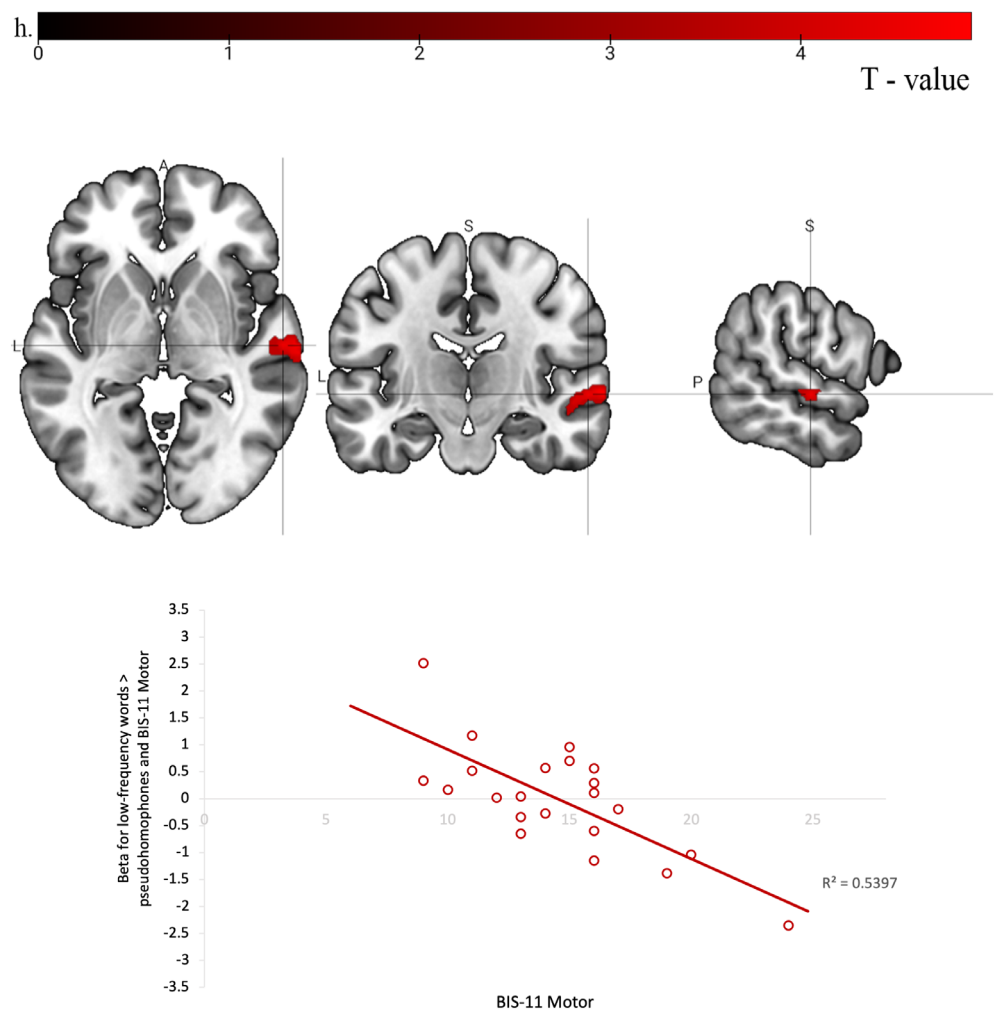 h.
0 1 2 3 4
T - value
A
L
S
L
S
P
3.5
3
2.5
2
1.5
1
0.5
0
-0.5
-1
-1.5
-2
-2.5
-3
-3.5
Beta for low-frequency words >
pseudohomophones and BIS-11 Motor
0 5 10 15 20 25
R² = 0.5397
BIS-11 Motor